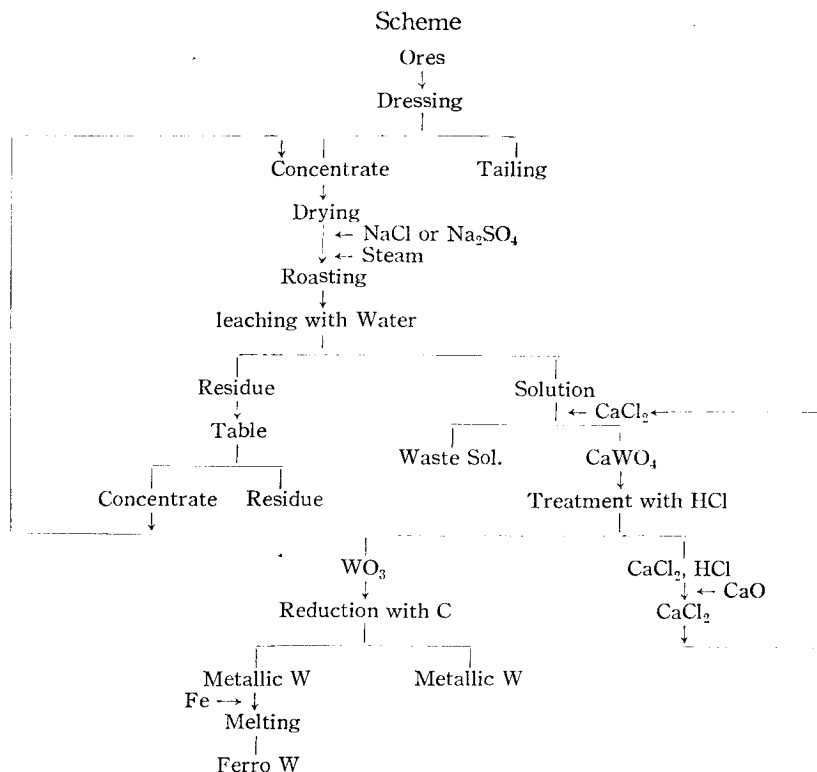 Scheme
Ores
Dressing
Concentrate Tailing
Drying
NaCl or Na₂SO₄
Steam
Roasting
leaching with Water
Residue Solution
CaCl₂
Table
Waste Sol. CaWO₄
Concentrate Residue Treatment with HCl
WO₃ CaCl₂, HCl
CaO
Reduction with C CaCl₂
Metallic W Metallic W
Fe
Melting
Ferro W